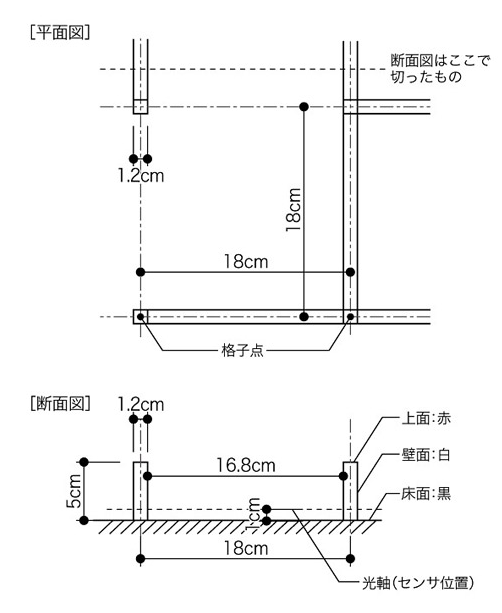 [平面図]
断面図はここで
切ったもの
1.2cm
18cm
18cm
格子点
[断面図]
1.2cm
上面：赤
16.8cm
壁面：白
5cm
床面：黒
1cm
18cm
光軸（センサ位置）